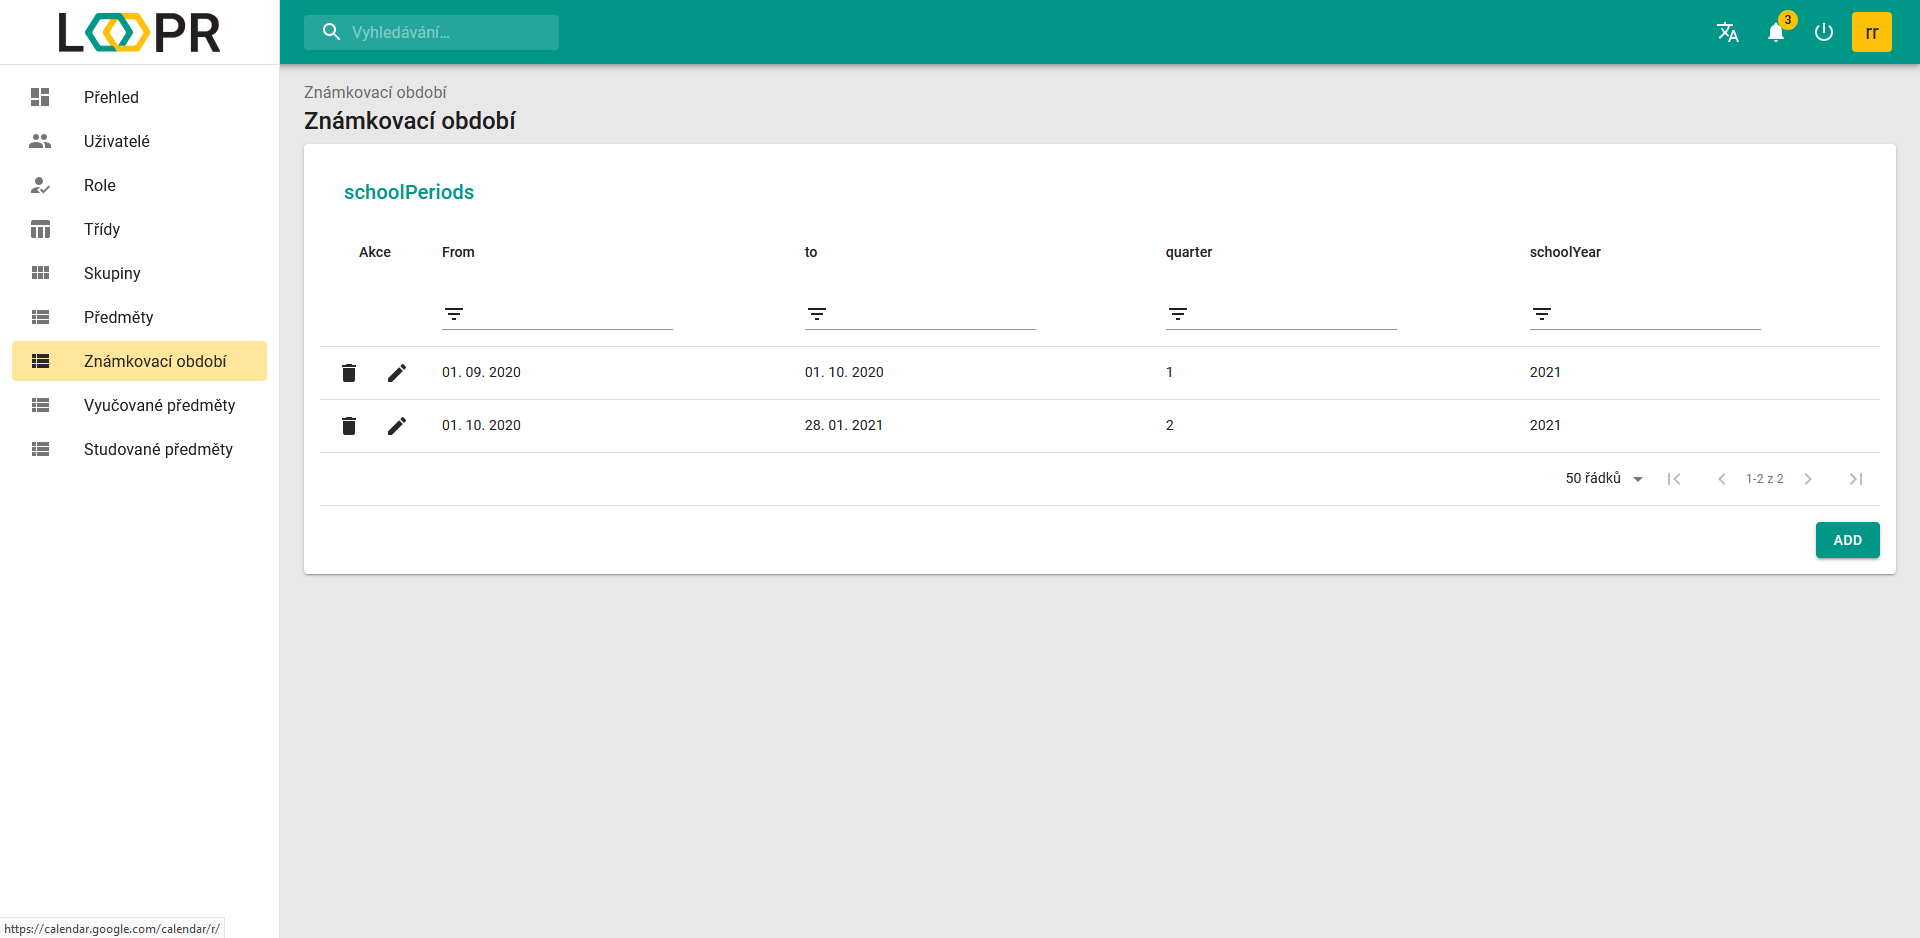 LOOPR
Vyhledávání...
3
rr
Přehled
Uživatelé
Role
Třídy
Skupiny
Předměty
Známkovací období
Vyučované předměty
Studované předměty
Známkovací období
Známkovací období
schoolPeriods
Akce From to quarter schoolYear
01. 09. 2020 01. 10. 2020 1 2021
01. 10. 2020 28. 01. 2021 2 2021
50 řádků 1-2 z 2
ADD
https://calendar.google.com/calendar/r/